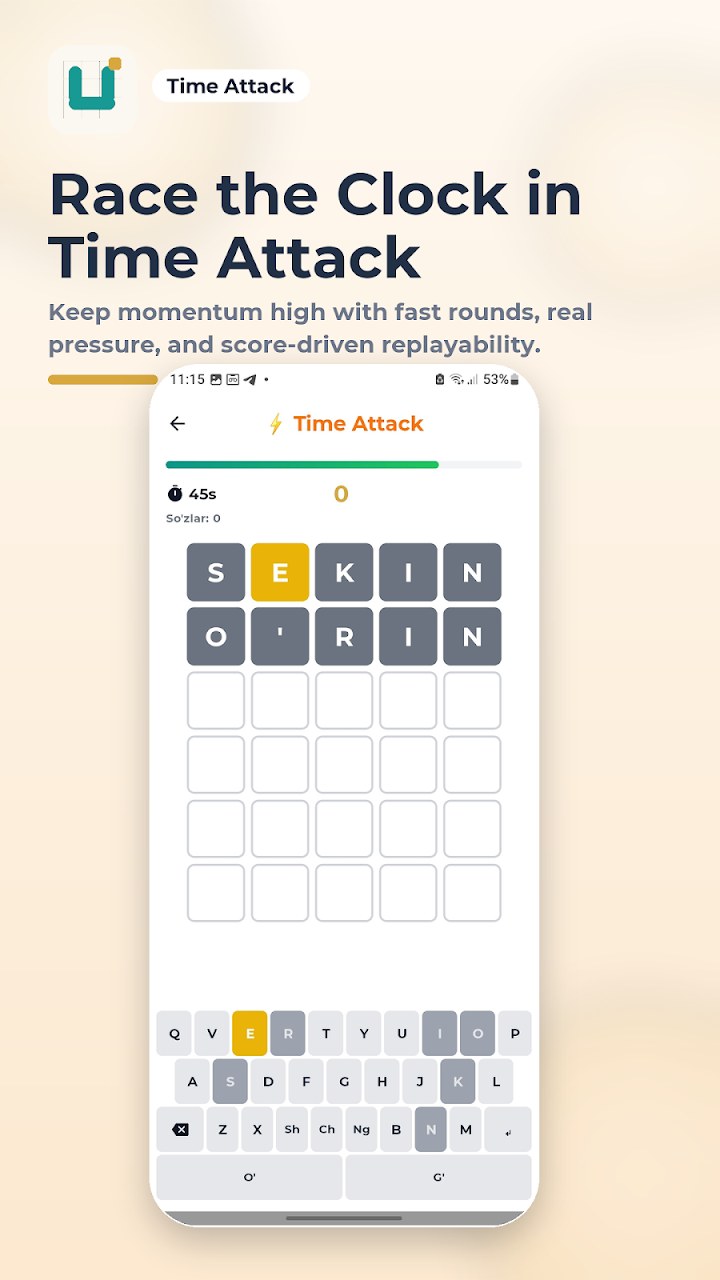 Time Attack
Race the Clock in
Time Attack
Keep momentum high with fast rounds, real
pressure, and score-driven replayability.
11:15 53%
Time Attack
45s 0
So'zlar: 0
S E K I N
O ' R I N
Q V E R T Y U I O P
A S D F G H J K L
Z X Sh Ch Ng B N M
O' G'